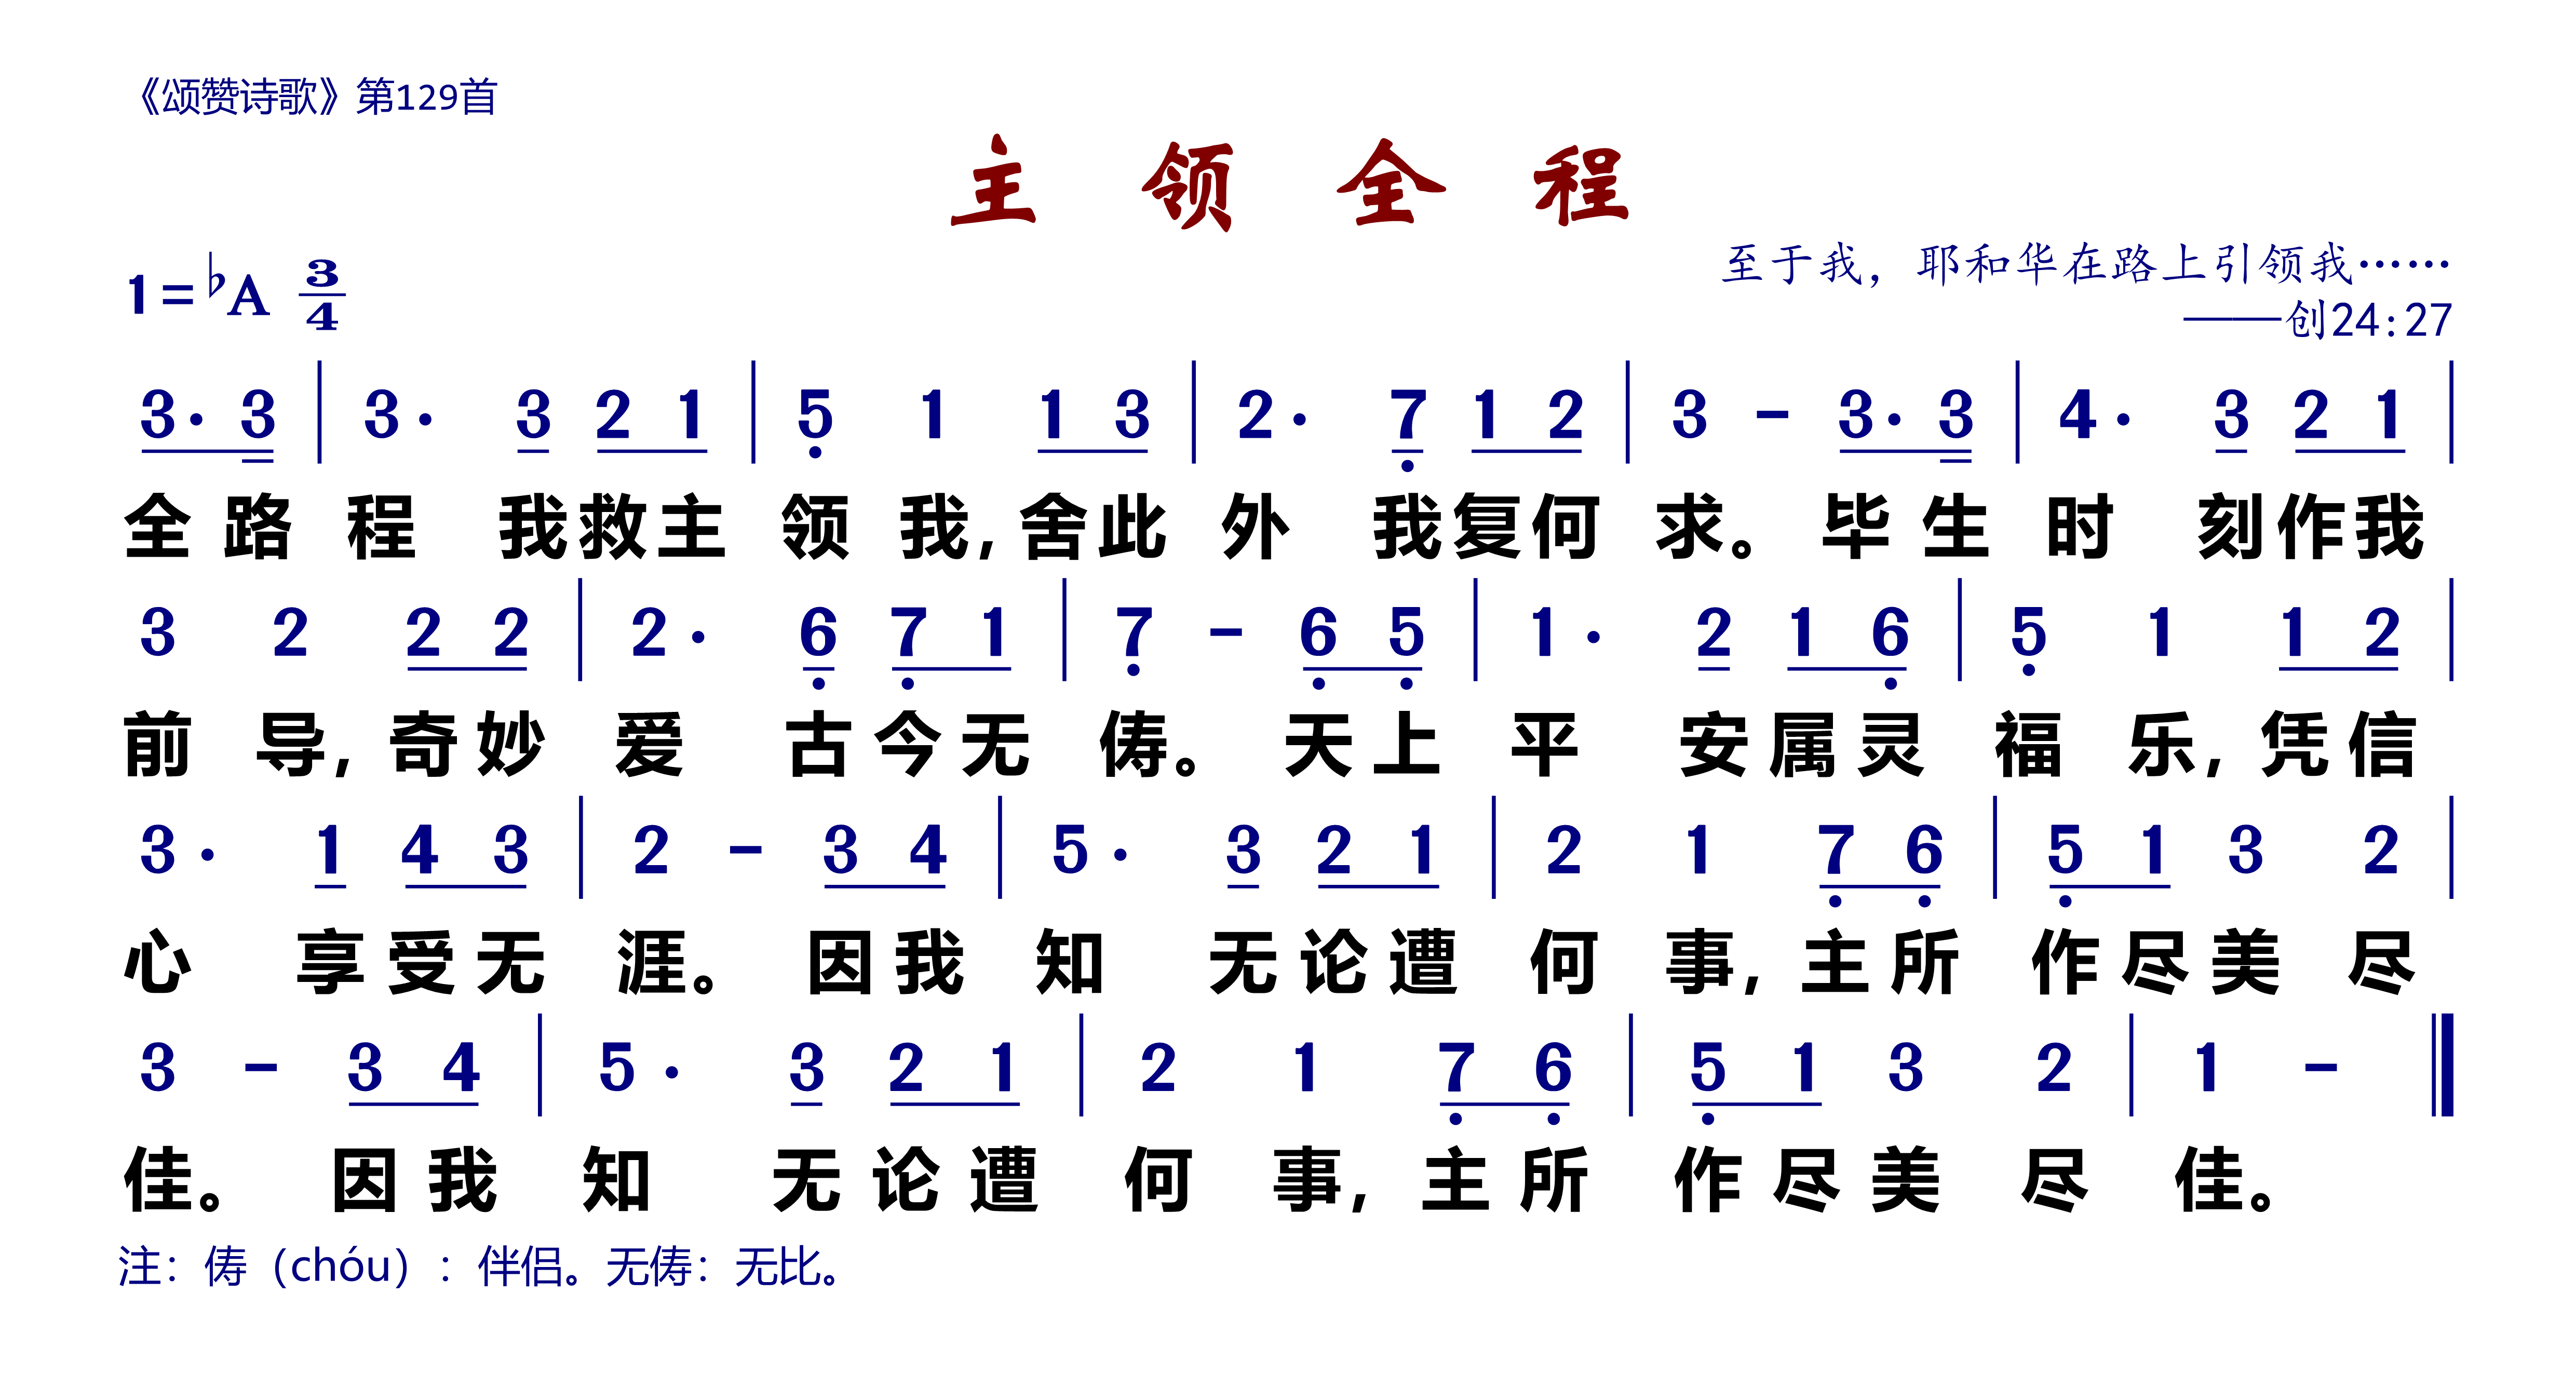 《颂赞诗歌》第129首
主 领 全 程
至于我，耶和华在路上引领我……
1=♭A 3/4
——创24:27
3· 3 | 3· 3 2 1 | 5 1 1 3 | 2· 7 1 2 | 3 - 3· 3 | 4· 3 2 1 |
全路程 我救主领 我,舍此外 我复何求。毕生时 刻作我
3 2 2 2 | 2· 6 7 1 | 7 - 6 5 | 1· 2 1 6 | 5 1 1 2 |
前 导,奇妙爱 古今无俦。天上平 安属灵福 乐,凭信
3· 1 4 3 | 2 - 3 4 | 5· 3 2 1 | 2 1 7 6 | 5 1 3 2 |
心 享受无涯。因我知 无论遭何 事,主所作尽美 尽
3 - 3 4 | 5· 3 2 1 | 2 1 7 6 | 5 1 3 2 | 1 - ‖
佳。因我知 无论遭何 事,主所作尽美 尽佳。
注：俦（chóu）：伴侣。无俦：无比。